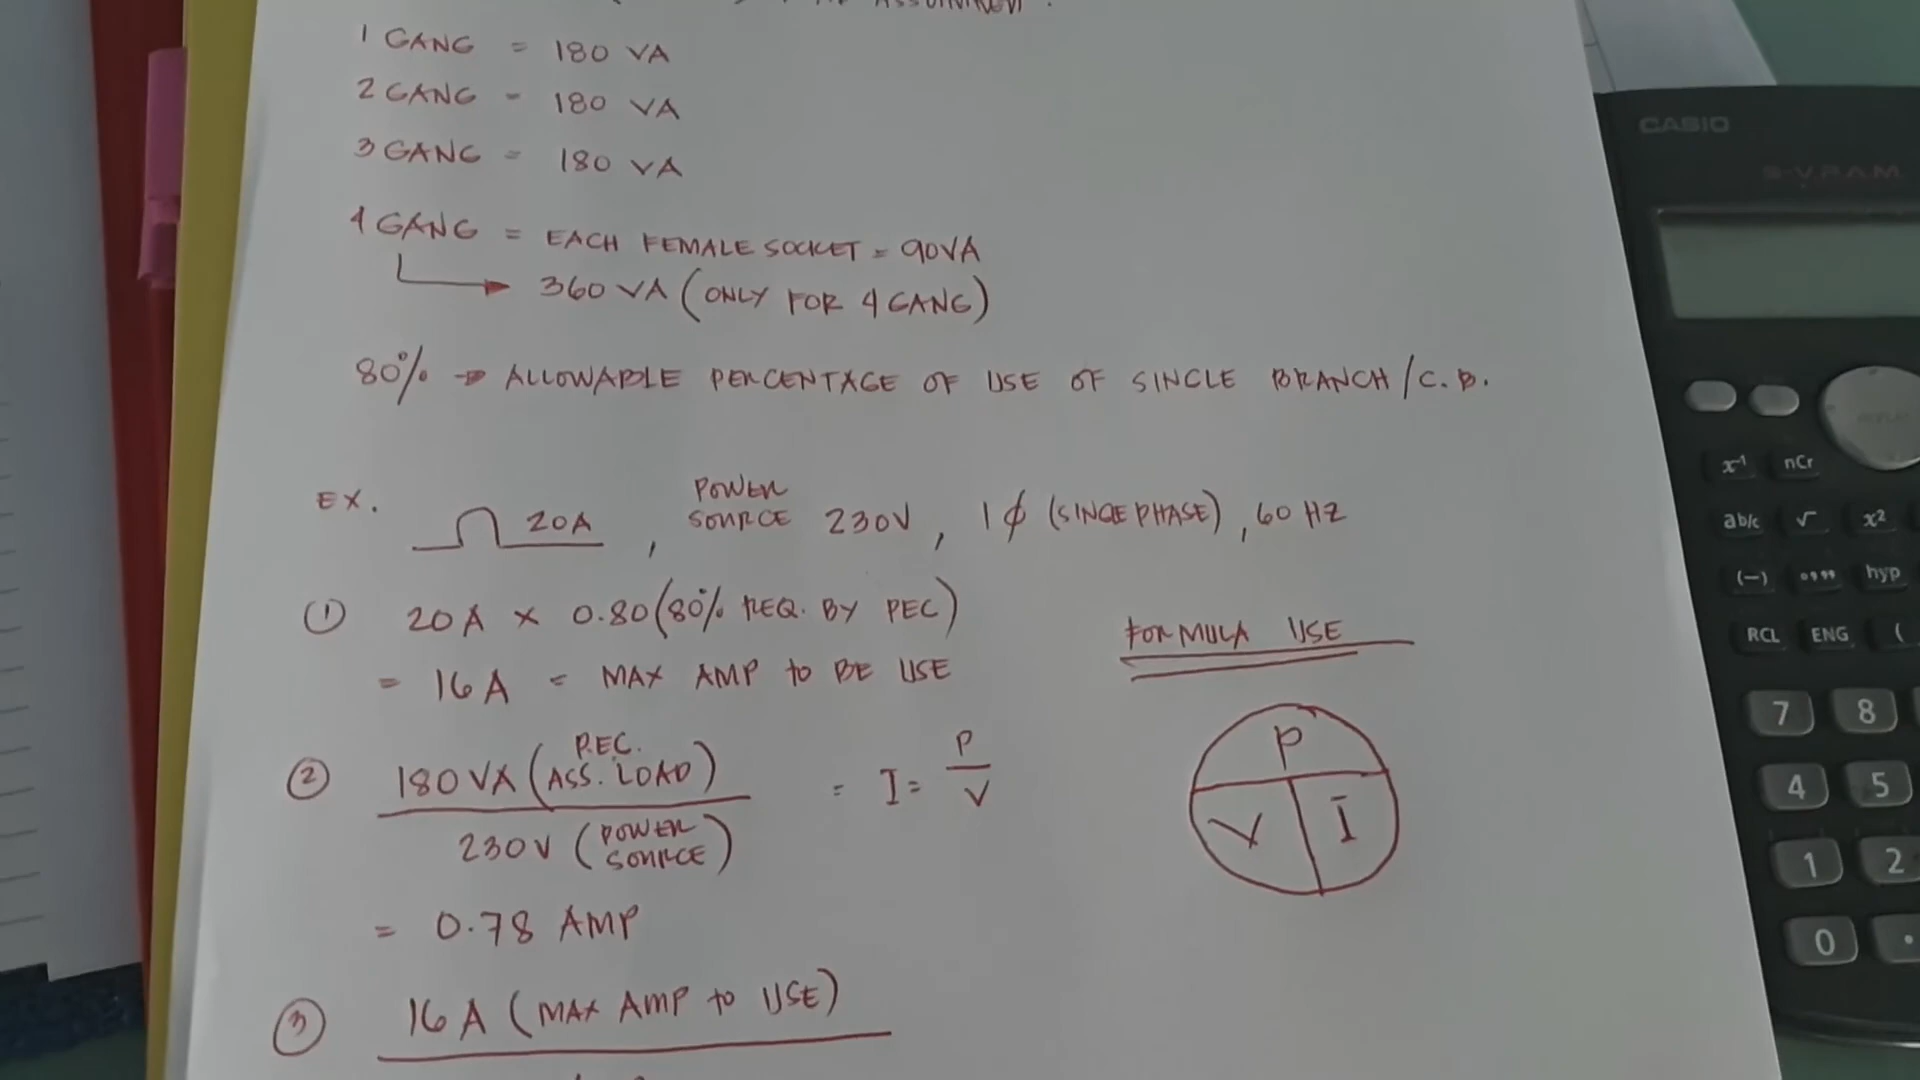 1 GANG = 180 VA
2 GANG = 180 VA
3 GANG = 180 VA
4 GANG = EACH FEMALE SOCKET = 90VA
360 VA (ONLY FOR 4 GANG)
80% → ALLOWABLE PERCENTAGE OF USE OF SINGLE BRANCH / C.B.
EX. 20A , POWER SOURCE 230V , 1φ (SINGE PHASE) , 60 HZ
① 20A × 0.80 (80% REQ. BY PEC)
= 16A = MAX AMP TO BE USE
FORMULA USE
② 180VA (P.E.C. ASS. LOAD)
230V (POWER SOURCE)
= I = P / V
P
V I
= 0.78 AMP
③ 16A (MAX AMP TO USE)
CASIO
S-V.P.A.M.
x⁻¹ nCr
ab/c √ x²
(−) °’” hyp
RCL ENG (
7 8
4 5
1 2
0 .